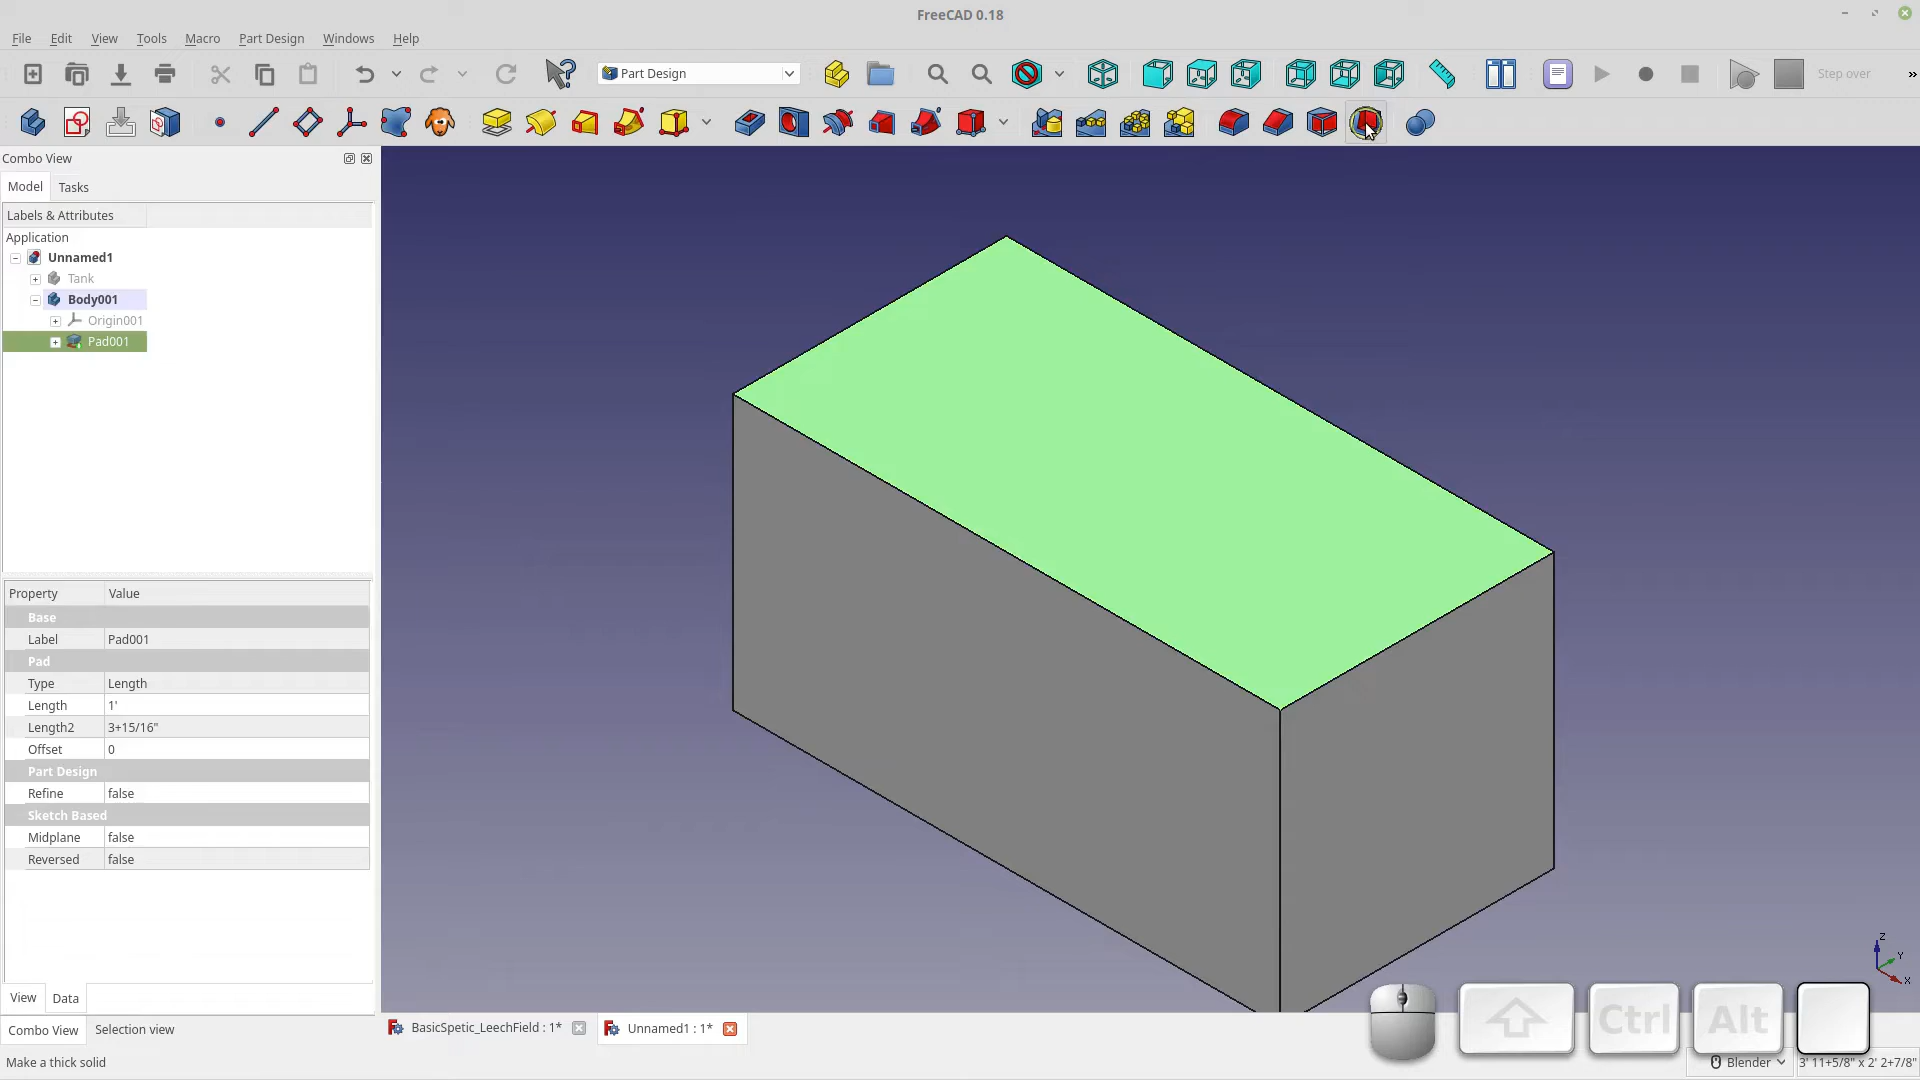 FreeCAD 0.18
File Edit View Tools Macro Part Design Windows Help
Part Design
Step over
»
Combo View
Model Tasks
Labels & Attributes
Application
Unnamed1
Tank
Body001
Origin001
Pad001
Property Value
Base
Label Pad001
Pad
Type Length
Length 1'
Length2 3+15/16"
Offset 0
Part Design
Refine false
Sketch Based
Midplane false
Reversed false
Z
Y
X
View Data
Combo View Selection view
BasicSpetic_LeechField : 1*
Unnamed1 : 1*
Ctrl
Alt
Make a thick solid
Blender
3' 11+5/8" x 2' 2+7/8"